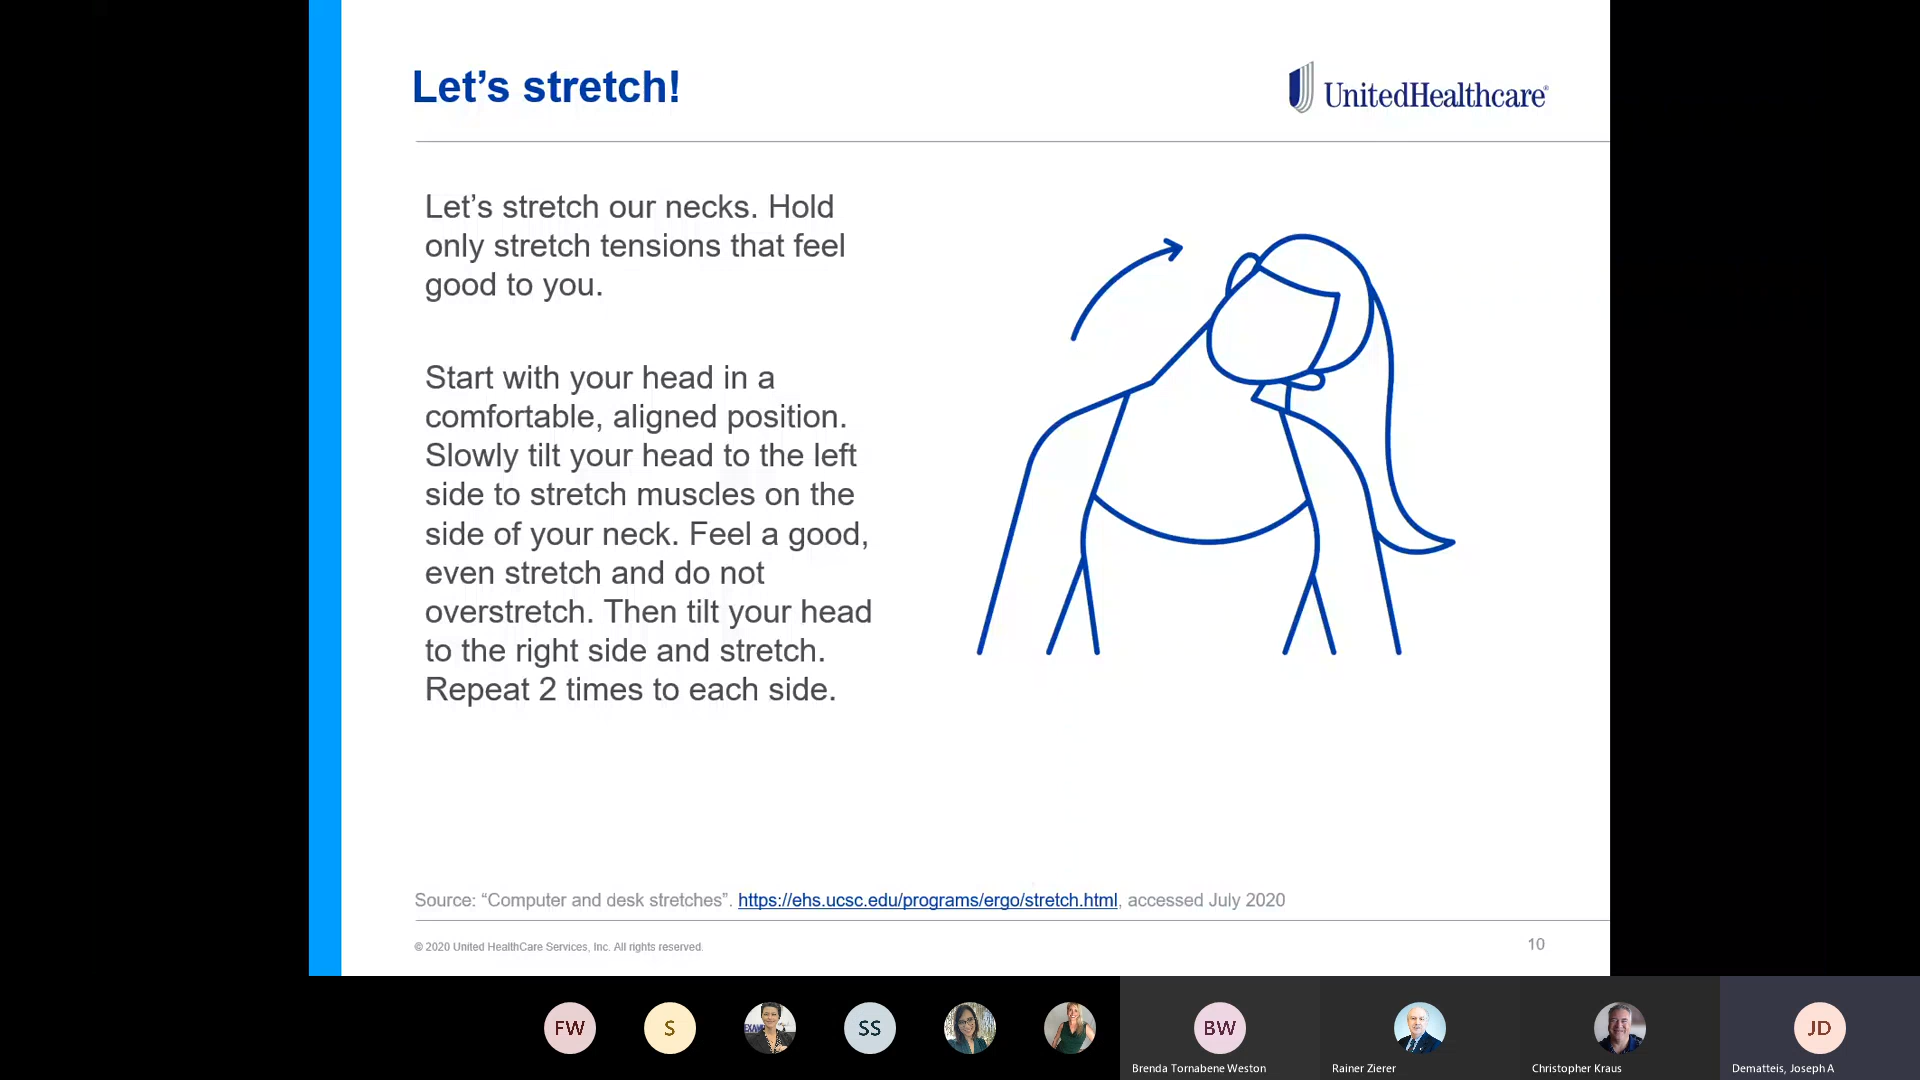 Let’s stretch!
UnitedHealthcare®
Let’s stretch our necks. Hold
only stretch tensions that feel
good to you.
Start with your head in a
comfortable, aligned position.
Slowly tilt your head to the left
side to stretch muscles on the
side of your neck. Feel a good,
even stretch and do not
overstretch. Then tilt your head
to the right side and stretch.
Repeat 2 times to each side.
Source: “Computer and desk stretches”. https://ehs.ucsc.edu/programs/ergo/stretch.html, accessed July 2020
© 2020 United HealthCare Services, Inc. All rights reserved.
10
FW
S
SS
BW
JD
Brenda Tornabene Weston
Rainer Zierer
Christopher Kraus
Dematteis, Joseph A